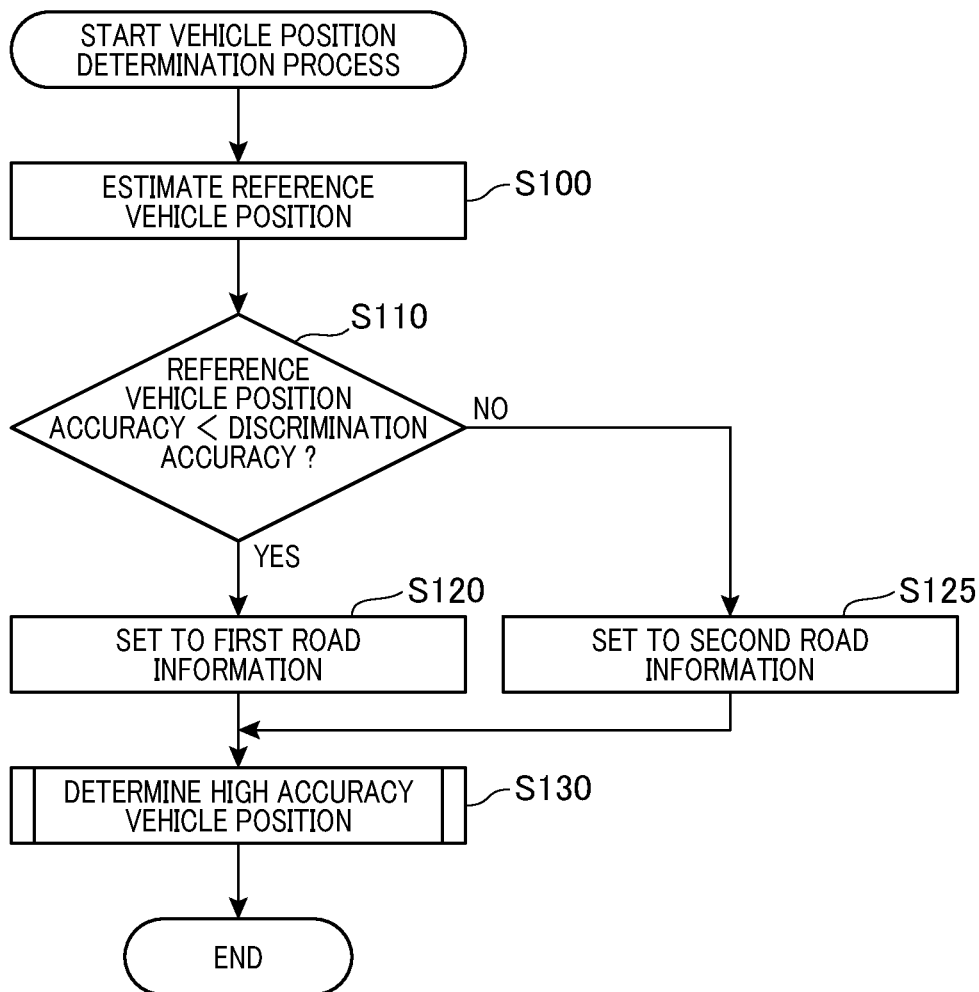 START VEHICLE POSITION
DETERMINATION PROCESS
ESTIMATE REFERENCE
VEHICLE POSITION
S100
S110
REFERENCE
VEHICLE POSITION
ACCURACY < DISCRIMINATION
ACCURACY ?
NO
YES
S120
S125
SET TO FIRST ROAD
INFORMATION
SET TO SECOND ROAD
INFORMATION
DETERMINE HIGH ACCURACY
VEHICLE POSITION
S130
END